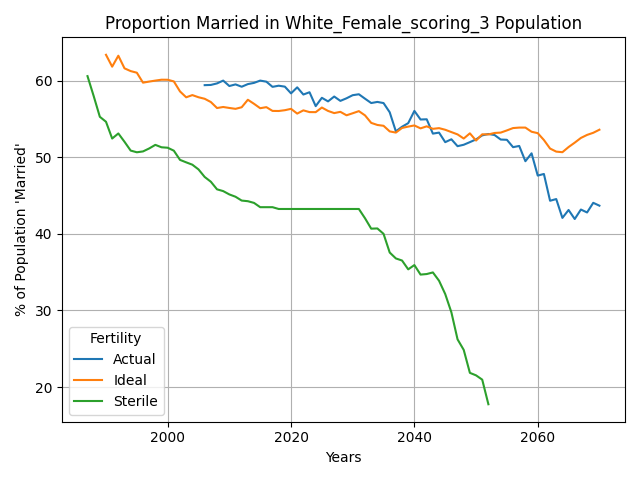 Proportion Married in White_Female_scoring_3 Population
% of Population 'Married'
60
50
40
30
20
Fertility
Actual
Ideal
Sterile
2000 2020 2040 2060
Years